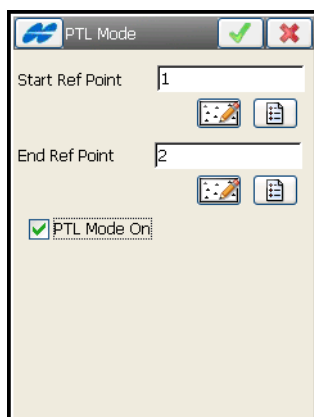 PTL Mode
Start Ref Point 1
End Ref Point 2
PTL Mode On